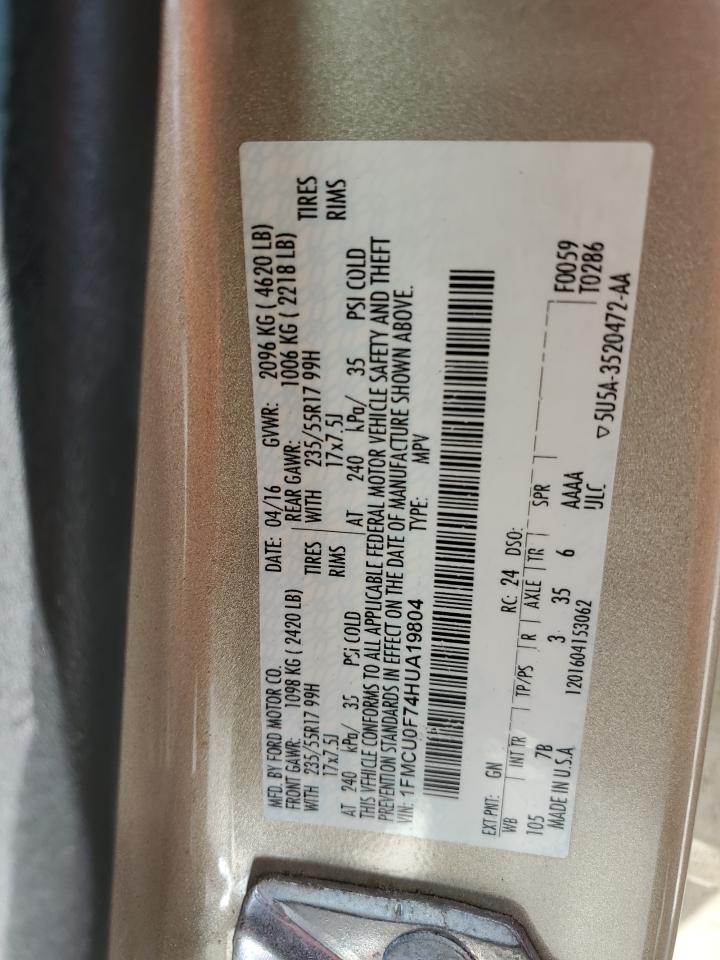 MFD. BY FORD MOTOR CO. DATE: 04/16 GVWR: 2096 KG ( 4620 LB)
FRONT GAWR: 1098 KG ( 2420 LB) REAR GAWR: 1006 KG ( 2218 LB)
WITH 235/55R17 99H TIRES WITH 235/55R17 99H TIRES
17x7.5J RIMS 17x7.5J RIMS
AT 240 kPa/ 35 PSI COLD AT 240 kPa/ 35 PSI COLD
THIS VEHICLE CONFORMS TO ALL APPLICABLE FEDERAL MOTOR VEHICLE SAFETY AND THEFT
PREVENTION STANDARDS IN EFFECT ON THE DATE OF MANUFACTURE SHOWN ABOVE.
VIN: 1FMCU0F74HUA19804 TYPE: MPV
EXT PNT: GN RC: 24 DSO: F0059
WB INT TR TP/PS R AXLE TR SPR T0286
105 7B 3 35 6 AAAA
MADE IN U.S.A 1201604153062 ULC ▽ 5U5A-3520472-AA